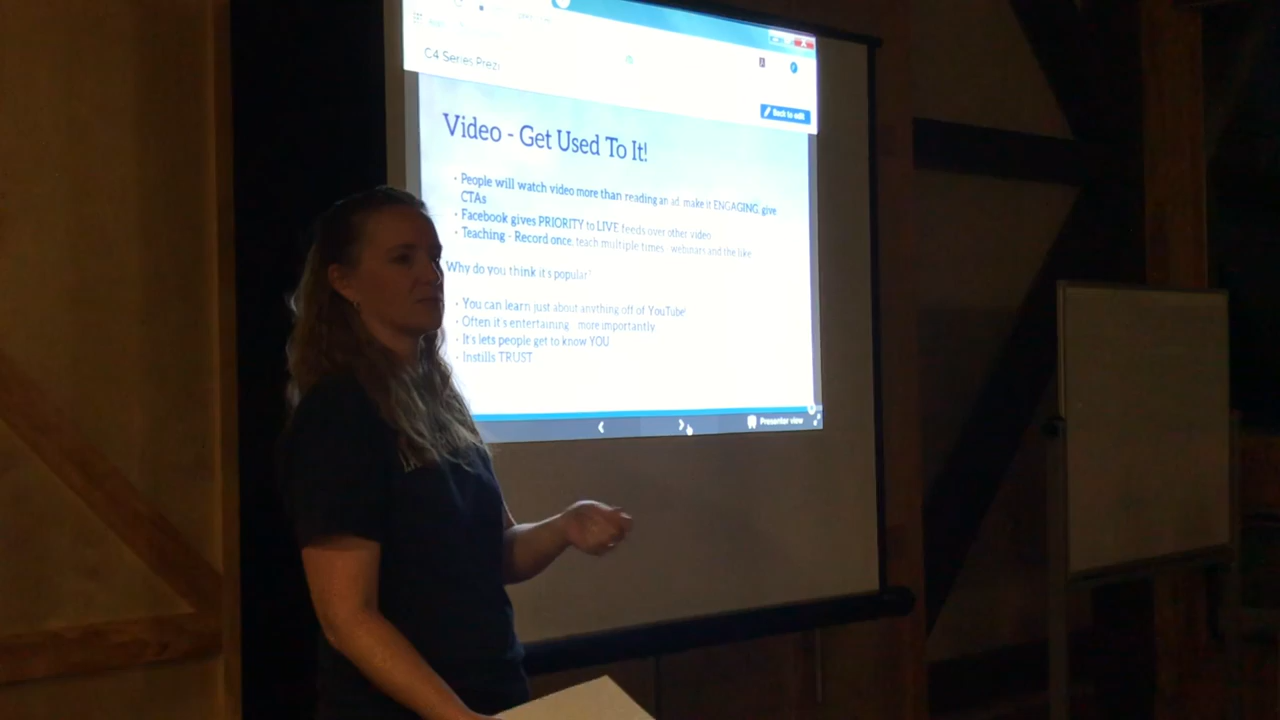 C4 Series Prezi
Back to edit
Video - Get Used To It!
· People will watch video more than reading an ad make it ENGAGING, give
CTAs
· Facebook gives PRIORITY to LIVE feeds over other video
· Teaching - Record once, teach multiple times - webinars and the like
Why do you think it's popular?
· You can learn just about anything off of YouTube!
· Often it's entertaining - more importantly
· It's lets people get to know YOU
· Instills TRUST
Presenter view